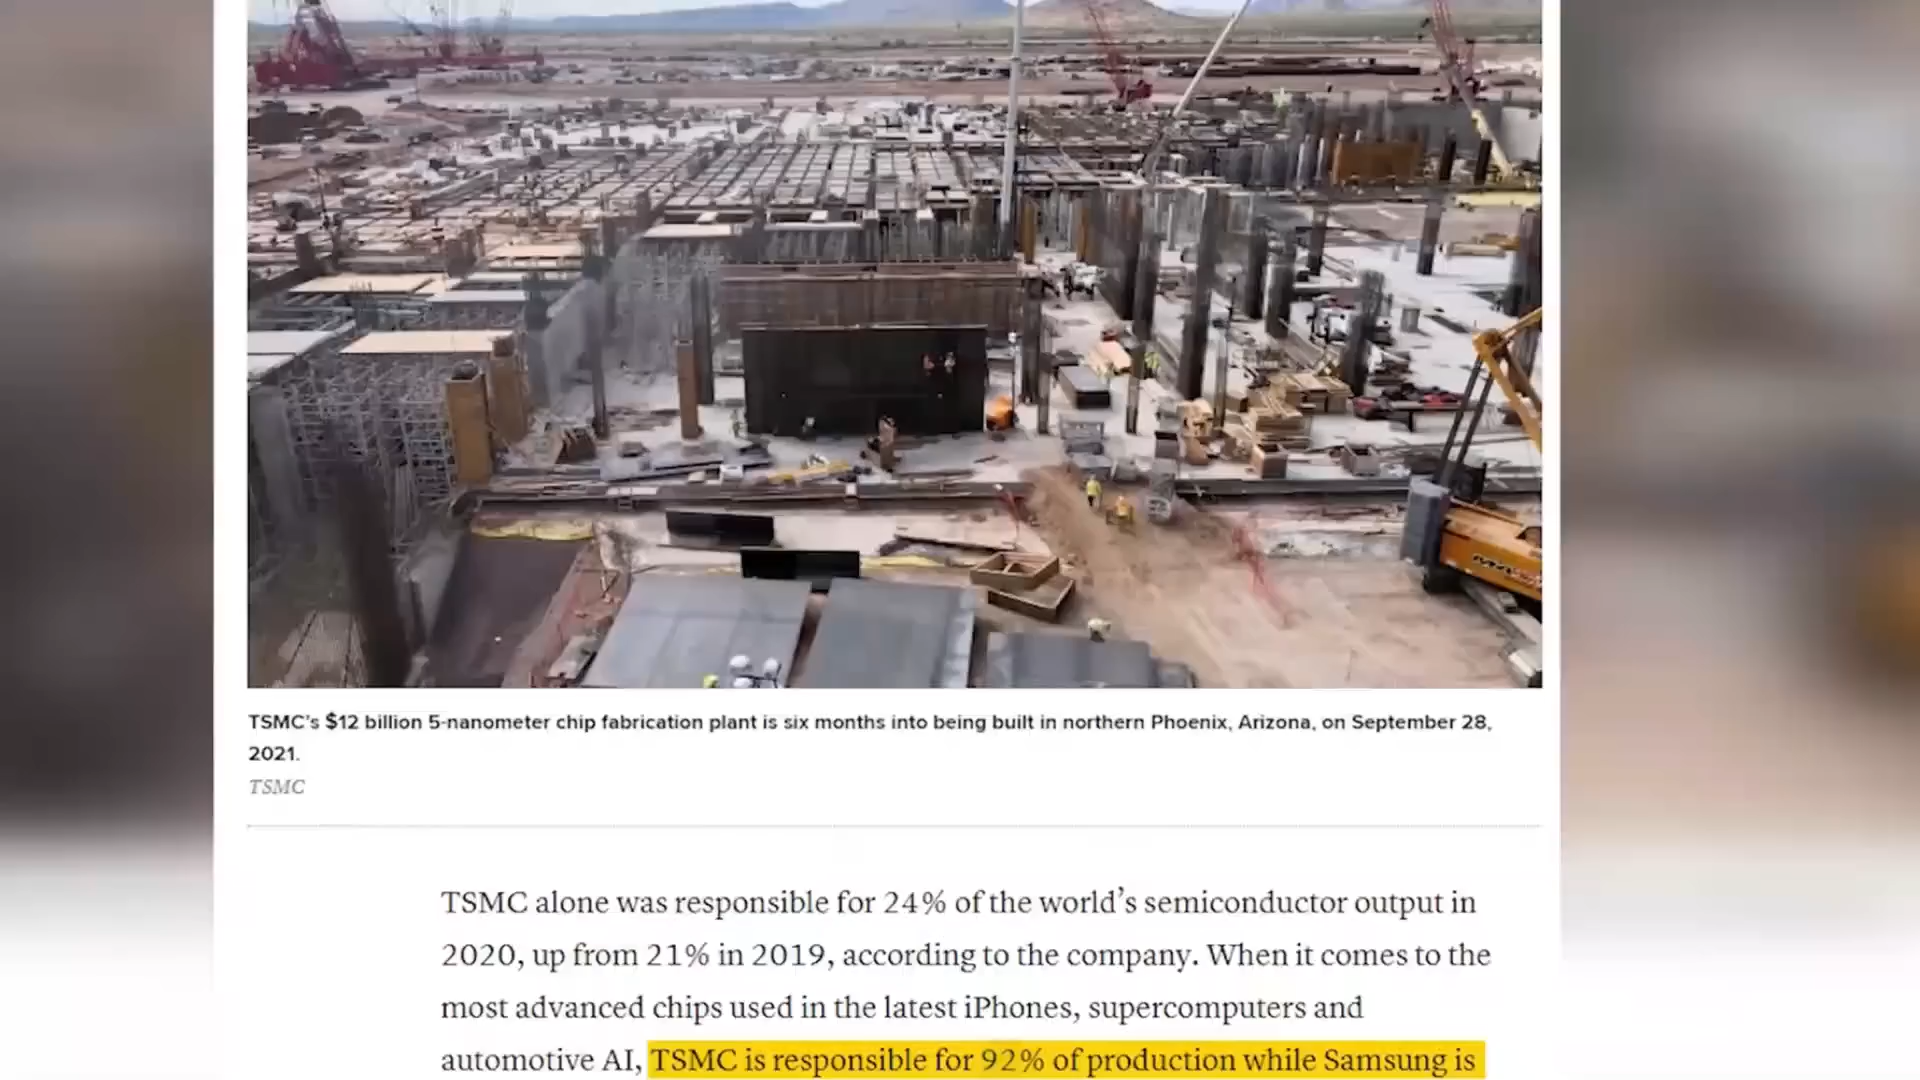 TSMC's $12 billion 5-nanometer chip fabrication plant is six months into being built in northern Phoenix, Arizona, on September 28,
2021.
TSMC
TSMC alone was responsible for 24% of the world's semiconductor output in
2020, up from 21% in 2019, according to the company. When it comes to the
most advanced chips used in the latest iPhones, supercomputers and
automotive AI, TSMC is responsible for 92% of production while Samsung is